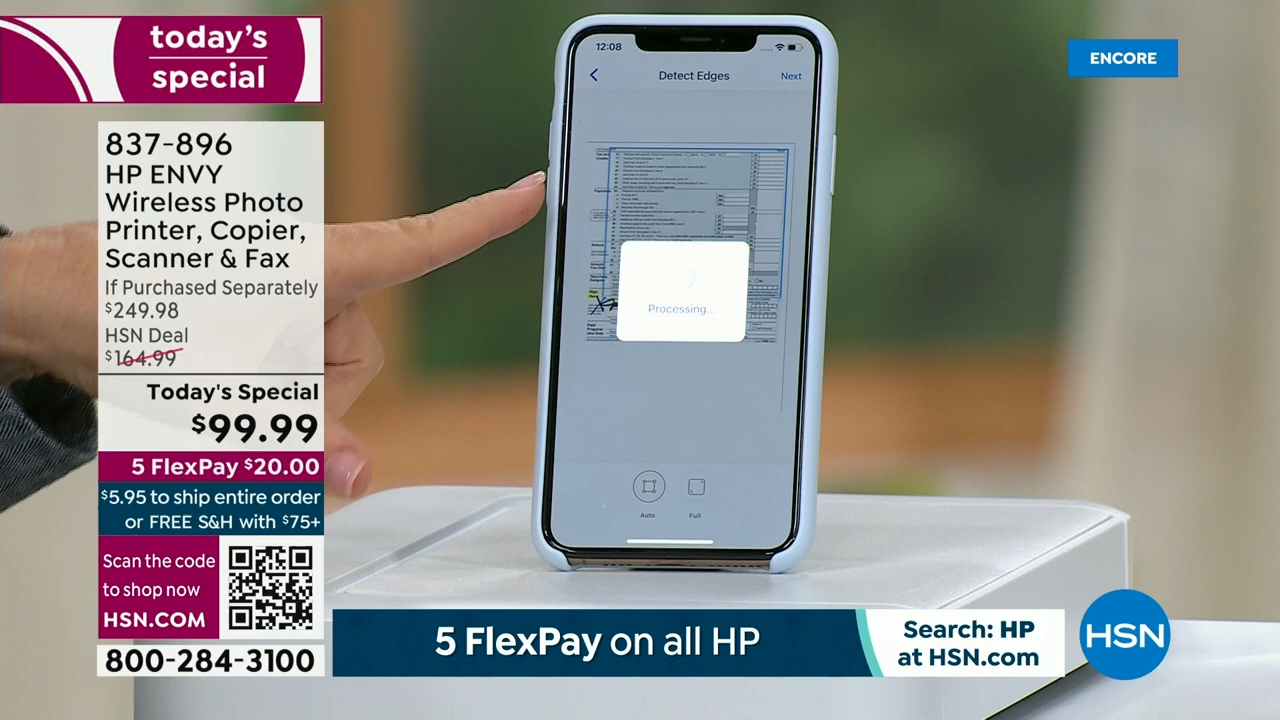 today's
special
ENCORE
837-896
HP ENVY
Wireless Photo
Printer, Copier,
Scanner & Fax
If Purchased Separately
$249.98
HSN Deal
$164.99
Today's Special
$99.99
5 FlexPay $20.00
$5.95 to ship entire order
or FREE S&H with $75+
Scan the code
to shop now
HSN.COM
800-284-3100
12:08
Detect Edges
Next
Processing...
Auto
Full
5 FlexPay on all HP
Search: HP
at HSN.com
HSN